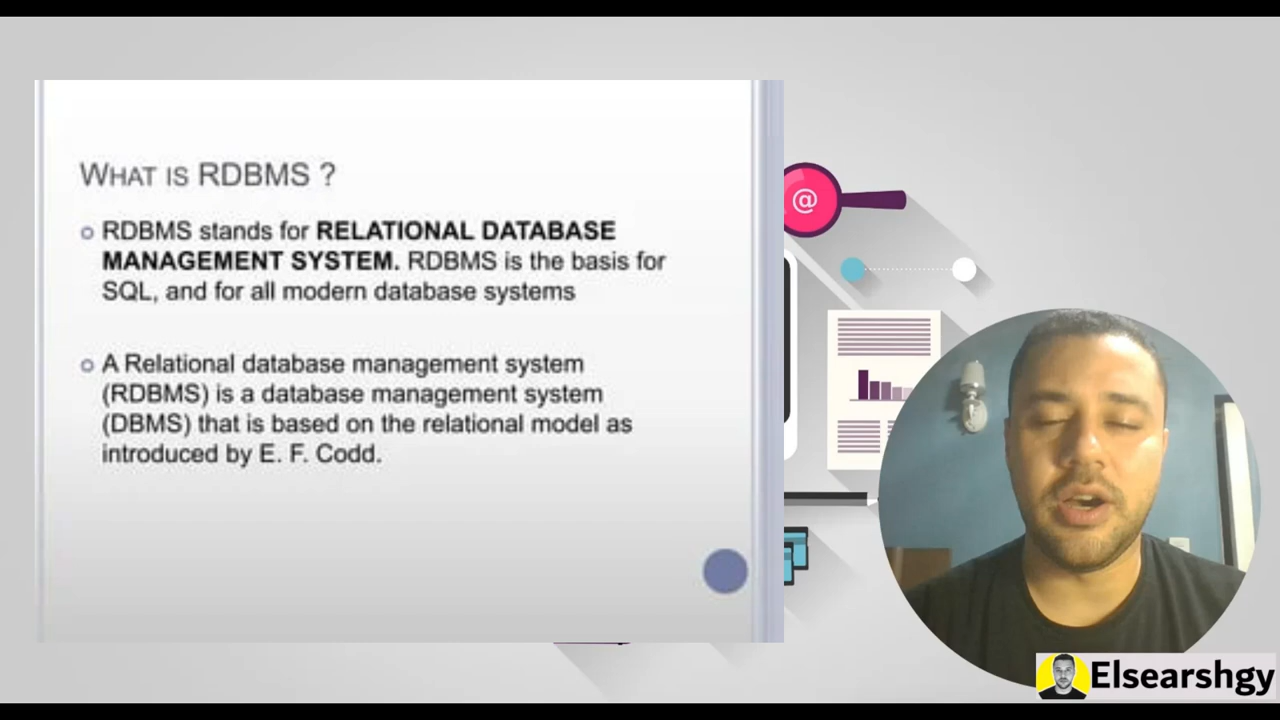 WHAT IS RDBMS ?
RDBMS stands for RELATIONAL DATABASE
MANAGEMENT SYSTEM. RDBMS is the basis for
SQL, and for all modern database systems
A Relational database management system
(RDBMS) is a database management system
(DBMS) that is based on the relational model as
introduced by E. F. Codd.
@
Elsearshgy